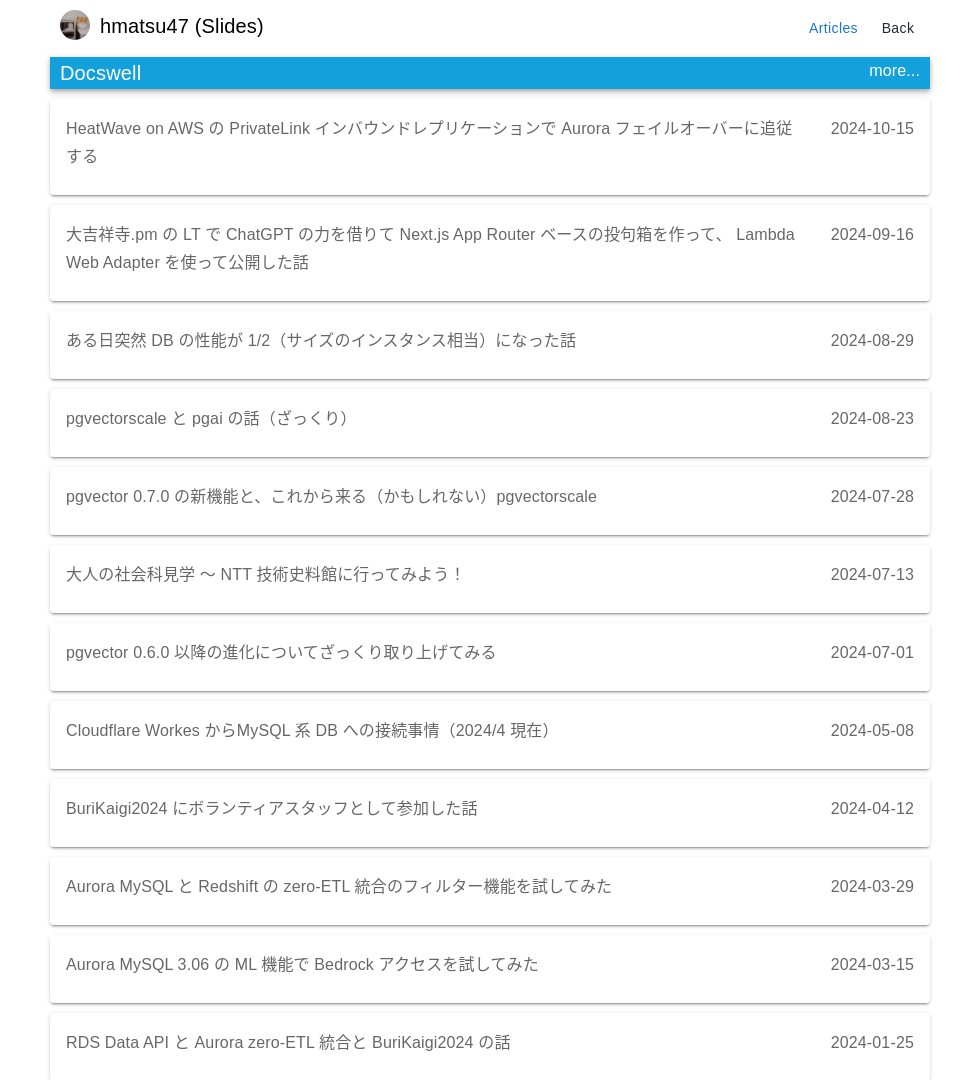 hmatsu47 (Slides)
Articles
Back
Docswell
more...
HeatWave on AWS の PrivateLink インバウンドレプリケーションで Aurora フェイルオーバーに追従
する
2024-10-15
大吉祥寺.pm の LT で ChatGPT の力を借りて Next.js App Router ベースの投句箱を作って、 Lambda
Web Adapter を使って公開した話
2024-09-16
ある日突然 DB の性能が 1/2（サイズのインスタンス相当）になった話
2024-08-29
pgvectorscale と pgai の話（ざっくり）
2024-08-23
pgvector 0.7.0 の新機能と、これから来る（かもしれない）pgvectorscale
2024-07-28
大人の社会科見学 〜 NTT 技術史料館に行ってみよう！
2024-07-13
pgvector 0.6.0 以降の進化についてざっくり取り上げてみる
2024-07-01
Cloudflare Workes からMySQL 系 DB への接続事情（2024/4 現在）
2024-05-08
BuriKaigi2024 にボランティアスタッフとして参加した話
2024-04-12
Aurora MySQL と Redshift の zero-ETL 統合のフィルター機能を試してみた
2024-03-29
Aurora MySQL 3.06 の ML 機能で Bedrock アクセスを試してみた
2024-03-15
RDS Data API と Aurora zero-ETL 統合と BuriKaigi2024 の話
2024-01-25